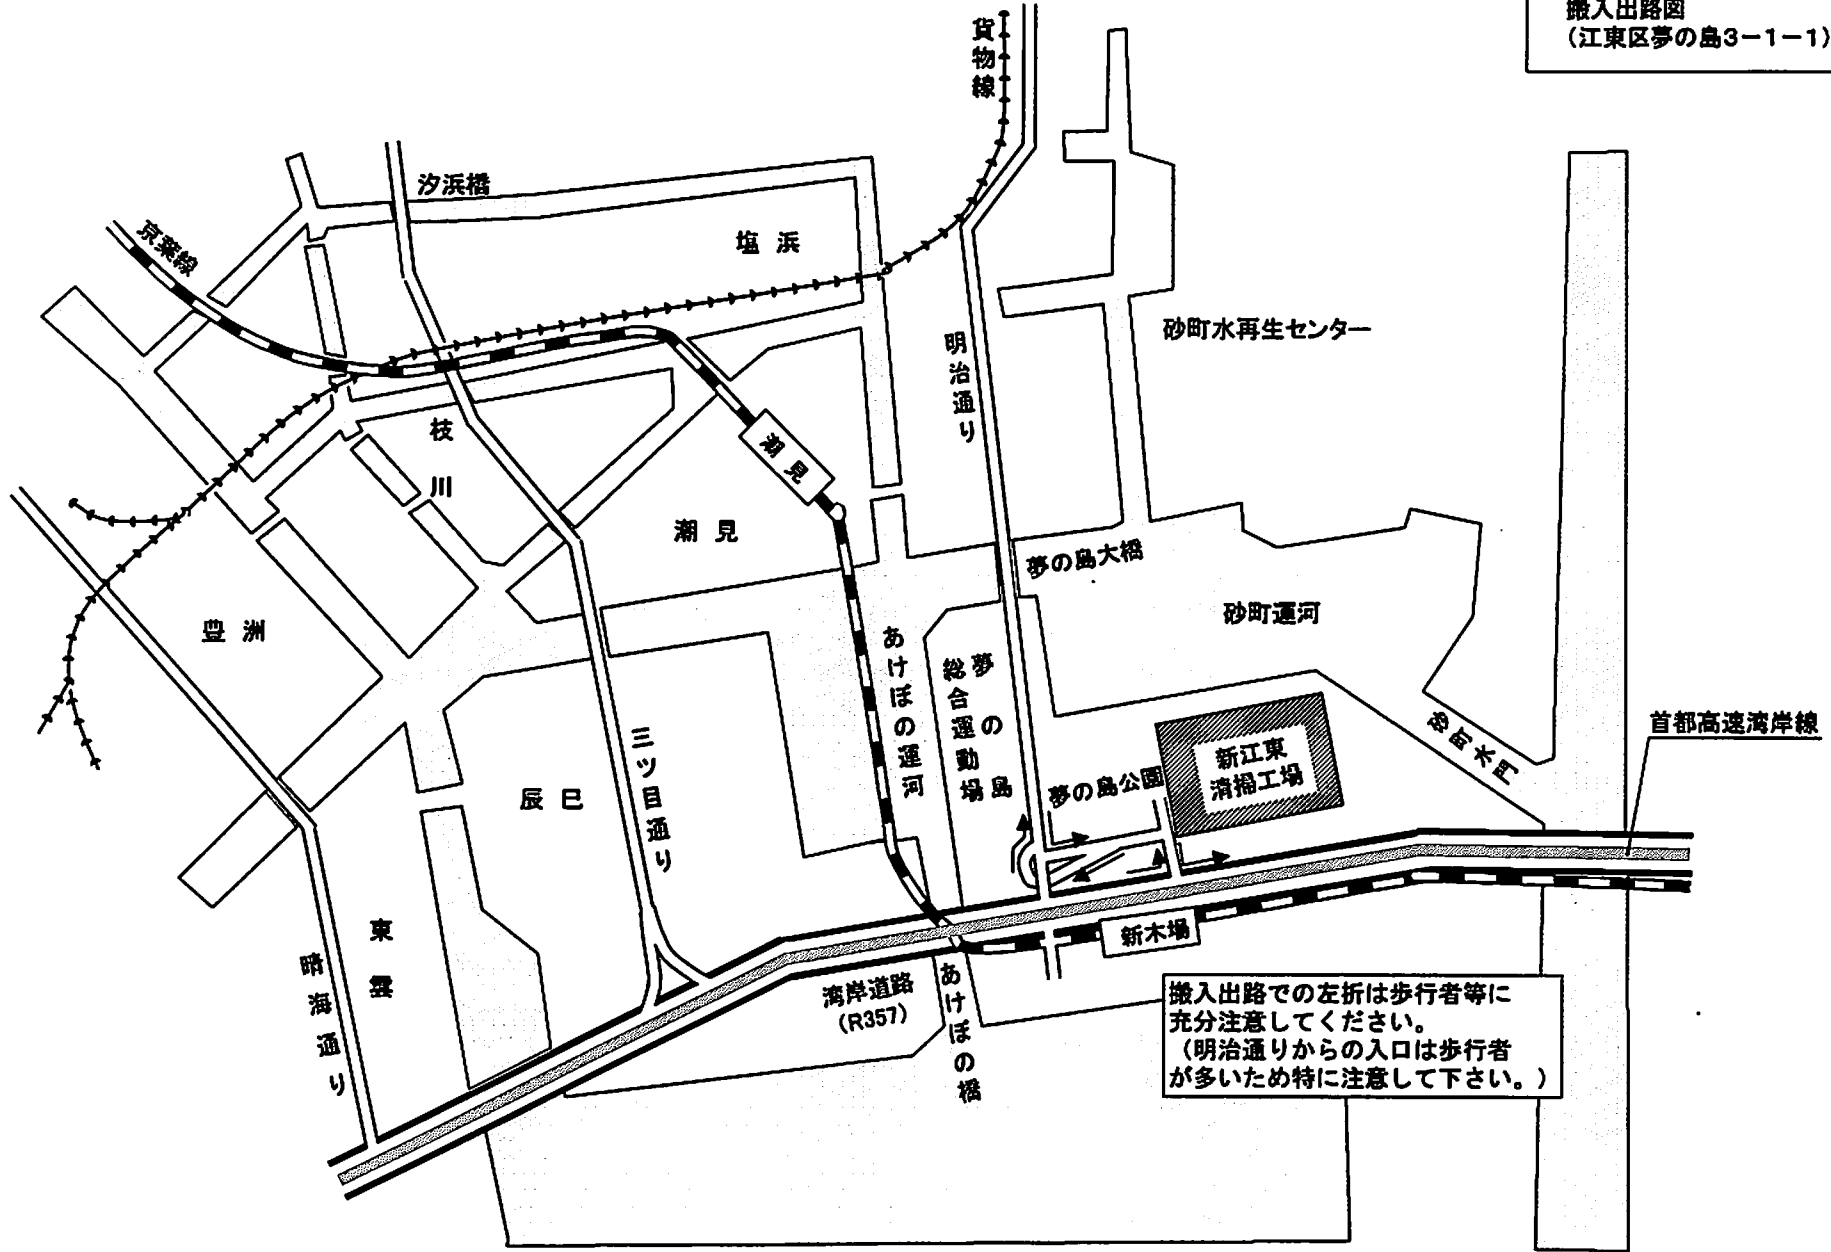 搬入出路図
(江東区夢の島3-1-1)
貨物線
汐浜橋
京葉線
塩浜
明治通り
砂町水再生センター
枝川
潮見
潮見
夢の島大橋
砂町運河
豊洲
あけぼの運河
夢の島
総合運動場
三ツ目通り
砂町水門
首都高速湾岸線
新江東
清掃工場
夢の島公園
辰巳
東雲
晴海通り
新木場
湾岸道路
(R357)
あけぼの橋
搬入出路での左折は歩行者等に
充分注意してください。
(明治通りからの入口は歩行者
が多いため特に注意して下さい。)